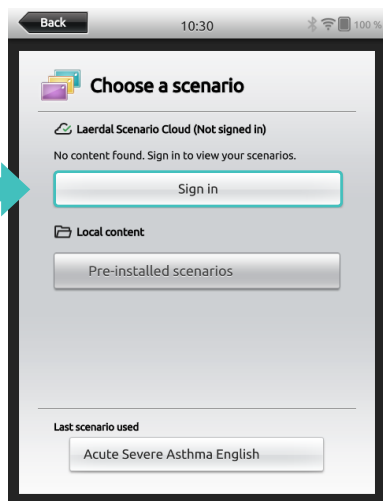 Back
10:30
100 %
Choose a scenario
Laerdal Scenario Cloud (Not signed in)
No content found. Sign in to view your scenarios.
Sign in
Local content
Pre-installed scenarios
Last scenario used
Acute Severe Asthma English